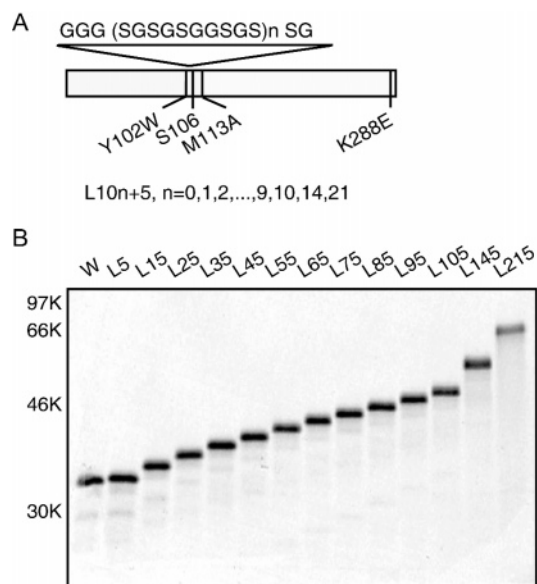 A
GGG (SGSGSGGSGS)n SG
Y102W
S106
M113A
K288E
L10n+5, n=0,1,2,...,9,10,14,21
B
W L5 L15 L25 L35 L45 L55 L65 L75 L85 L95 L105 L145 L215
97K
66K
46K
30K